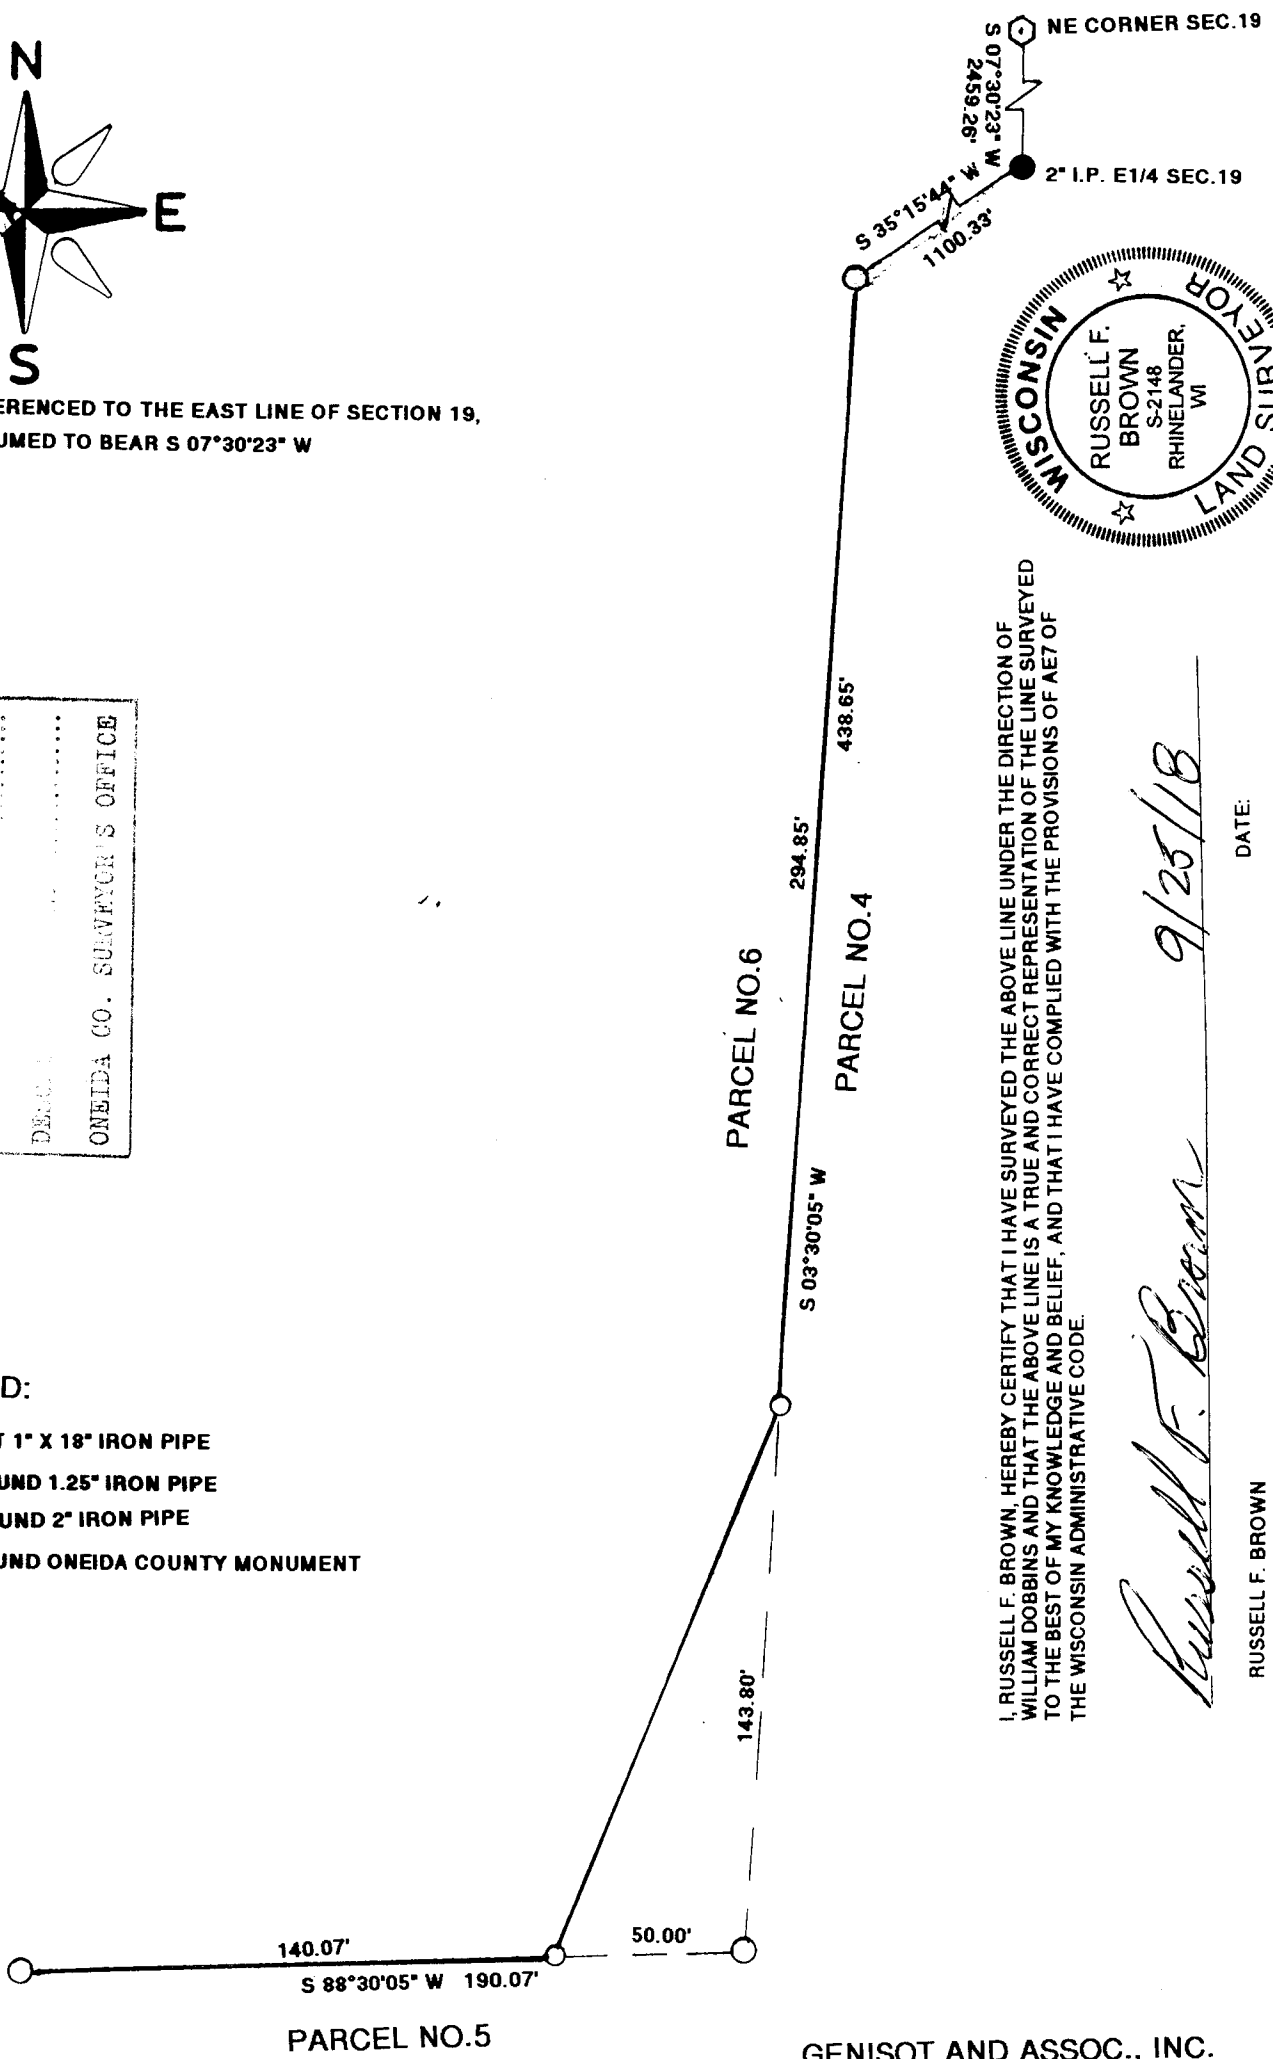 N
E
S
ERENCED TO THE EAST LINE OF SECTION 19,
UMED TO BEAR S 07°30'23" W
NE CORNER SEC.19
S 07°30'23" W
2459.26'
2" I.P. E1/4 SEC.19
S 35°15'44" W
1100.33'
WISCONSIN
LAND SURVEYOR
RUSSELL F.
BROWN
S-2148
RHINELANDER,
WI
ONEIDA CO. SURVEYOR'S OFFICE
438.65'
294.85'
PARCEL NO.6
PARCEL NO.4
S 03°30'05" W
D:
T 1" X 18" IRON PIPE
UND 1.25" IRON PIPE
UND 2" IRON PIPE
UND ONEIDA COUNTY MONUMENT
143.80'
50.00'
140.07'
S 88°30'05" W 190.07'
PARCEL NO.5
I, RUSSELL F. BROWN, HEREBY CERTIFY THAT I HAVE SURVEYED THE ABOVE LINE UNDER THE DIRECTION OF
WILLIAM DOBBINS AND THAT THE ABOVE LINE IS A TRUE AND CORRECT REPRESENTATION OF THE LINE SURVEYED
TO THE BEST OF MY KNOWLEDGE AND BELIEF, AND THAT I HAVE COMPLIED WITH THE PROVISIONS OF AE7 OF
THE WISCONSIN ADMINISTRATIVE CODE.
Russell F. Brown 9/25/18
RUSSELL F. BROWN DATE:
GENISOT AND ASSOC., INC.